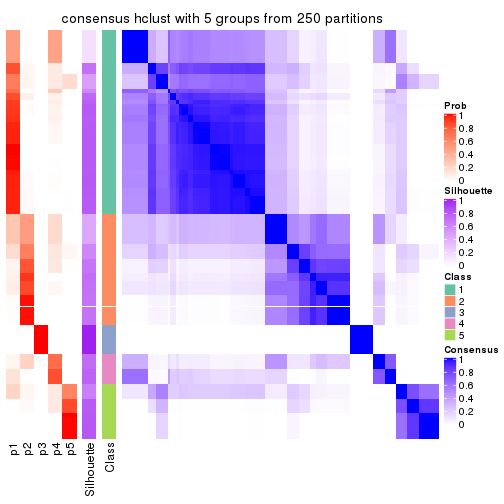 consensus hclust with 5 groups from 250 partitions
Prob
1
0.8
0.6
0.4
0.2
0
Silhouette
1
0.8
0.6
0.4
0.2
0
Class
1
2
3
4
5
Consensus
1
0.8
0.6
0.4
0.2
0
p1
p2
p3
p4
p5
Silhouette
Class